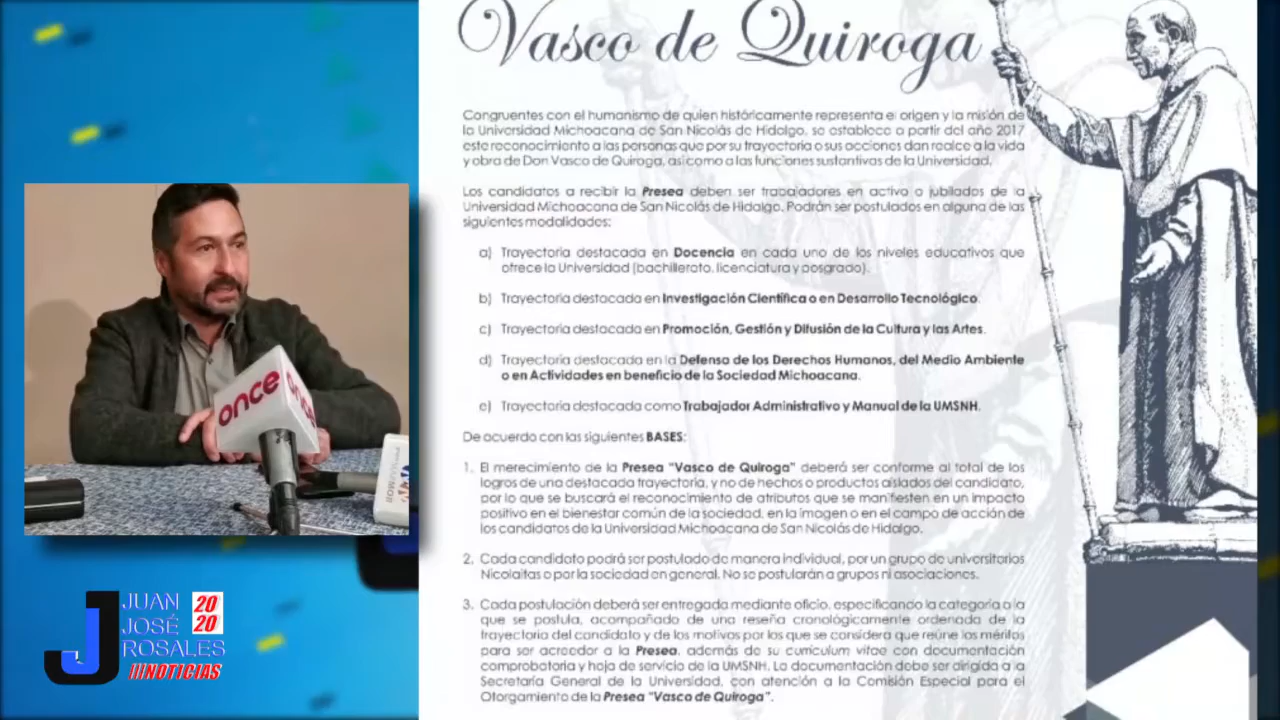 Vasco de Quiroga
Congruentes con el humanismo de quien históricamente representa el origen y la misión de
la Universidad Michoacana de San Nicolás de Hidalgo, se establece a partir del año 2017
este reconocimiento a las personas que por su trayectoria o sus acciones dan realce a la vida
y obra de Don Vasco de Quiroga, así como a las funciones sustantivas de la Universidad.
Los candidatos a recibir la Presea deben ser trabajadores en activo o jubilados de la
Universidad Michoacana de San Nicolás de Hidalgo. Podrán ser postulados en alguna de las
siguientes modalidades:
a) Trayectoria destacada en Docencia en cada uno de los niveles educativos que
ofrece la Universidad (bachillerato, licenciatura y posgrado).
b) Trayectoria destacada en Investigación Científica o en Desarrollo Tecnológico.
c) Trayectoria destacada en Promoción, Gestión y Difusión de la Cultura y las Artes.
d) Trayectoria destacada en la Defensa de los Derechos Humanos, del Medio Ambiente
o en Actividades en beneficio de la Sociedad Michoacana.
e) Trayectoria destacada como Trabajador Administrativo y Manual de la UMSNH.
De acuerdo con las siguientes BASES:
1. El merecimiento de la Presea "Vasco de Quiroga" deberá ser conforme al total de los
logros de una destacada trayectoria, y no de hechos o productos aislados del candidato,
por lo que se buscará el reconocimiento de atributos que se manifiesten en un impacto
positivo en el bienestar común de la sociedad, en la imagen o en el campo de acción de
los candidatos de la Universidad Michoacana de San Nicolás de Hidalgo.
2. Cada candidato podrá ser postulado de manera individual, por un grupo de universitarios
Nicolaitas o por la sociedad en general. No se postularán a grupos ni asociaciones.
3. Cada postulación deberá ser entregada mediante oficio, especificando la categoría a la
que se postula, acompañado de una reseña cronológicamente ordenada de la
trayectoria del candidato y de los motivos por los que se considera que reúne los méritos
para ser acreedor a la Presea, además de su curriculum vitae con documentación
comprobatoria y hoja de servicio de la UMSNH. La documentación debe ser dirigida a la
Secretaría General de la Universidad, con atención a la Comisión Especial para el
Otorgamiento de la Presea "Vasco de Quiroga".
once
JJ
JUAN 20
JOSÉ 20
ROSALES
///NOTICIAS